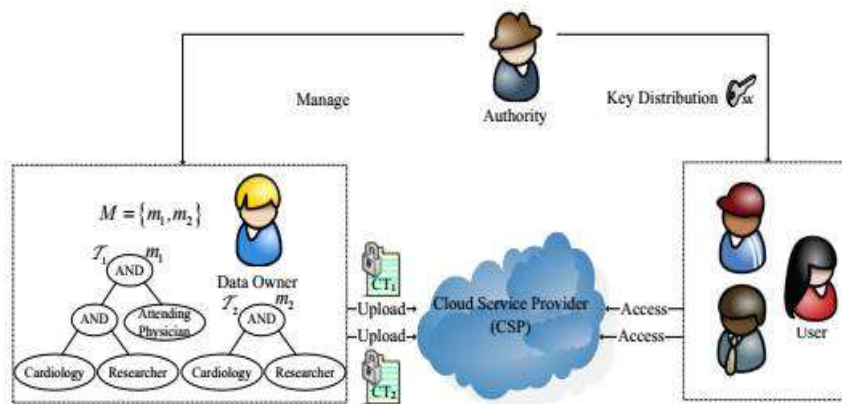 Manage
Key Distribution
SK
Authority
M = {m₁, m₂}
𝒯₁
m₁
AND
Data Owner
AND
Attending
Physician
Cardiology
Researcher
𝒯₂
m₂
AND
Cardiology
Researcher
CT₁
Upload
Upload
CT₂
Cloud Service Provider
(CSP)
Access
Access
User